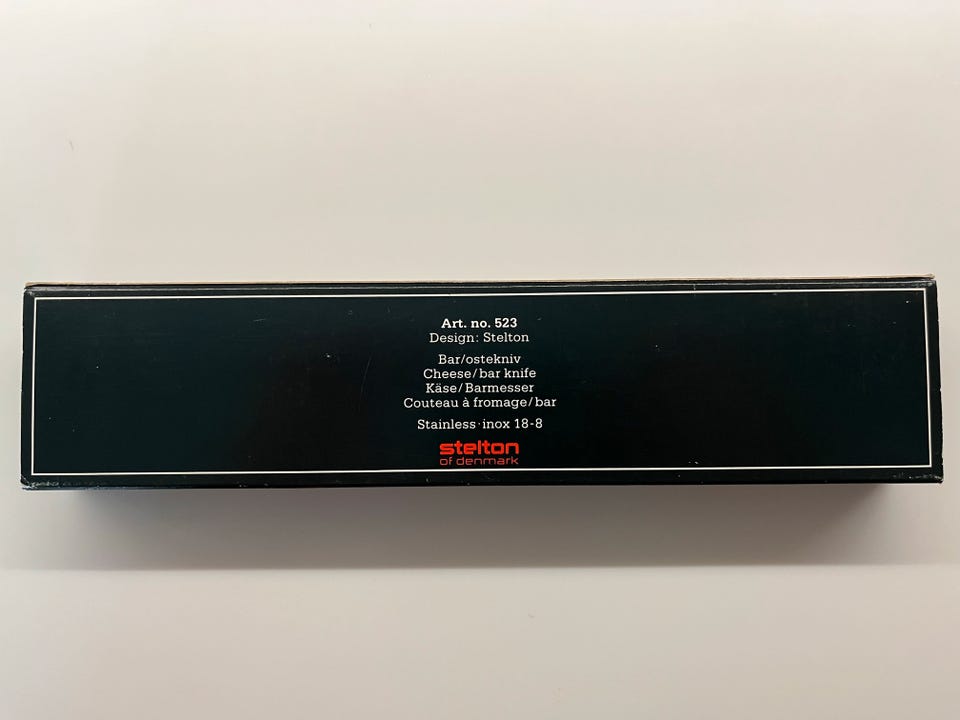 Art. no. 523
Design: Stelton
Bar/ostekniv
Cheese/bar knife
Käse/Barmesser
Couteau à fromage/bar
Stainless·inox 18-8
stelton
of denmark